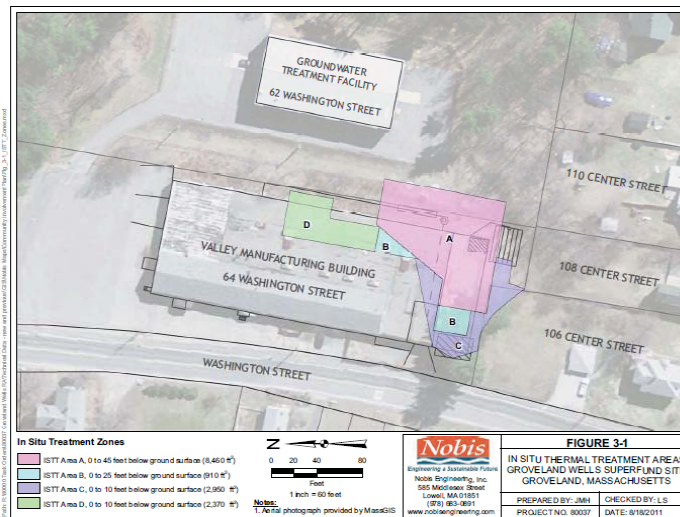 GROUNDWATER
TREATMENT FACILITY
62 WASHINGTON STREET
110 CENTER STREET
A
D
B
VALLEY MANUFACTURING BUILDING
64 WASHINGTON STREET
108 CENTER STREET
B
106 CENTER STREET
C
WASHINGTON STREET
In Situ Treatment Zones
ISTT Area A, 0 to 45 feet below ground surface (8,460 ft²)
ISTT Area B, 0 to 25 feet below ground surface (910 ft²)
ISTT Area C, 0 to 10 feet below ground surface (2,950 ft²)
ISTT Area D, 0 to 10 feet below ground surface (2,370 ft²)
Z
0 20 40 80
Feet
1 inch = 60 feet
Notes:
1. Aerial photograph provided by MassGIS
Nobis
Engineering a Sustainable Future
Nobis Engineering, Inc.
585 Middlesex Street
Lowell, MA 01851
(978) 683-0891
www.nobisengineering.com
FIGURE 3-1
IN SITU THERMAL TREATMENT AREAS
GROVELAND WELLS SUPERFUND SIT
GROVELAND, MASSACHUSETTS
PREPARED BY: JMH
CHECKED BY: LS
PROJECT NO. 80037
DATE: 8/18/2011